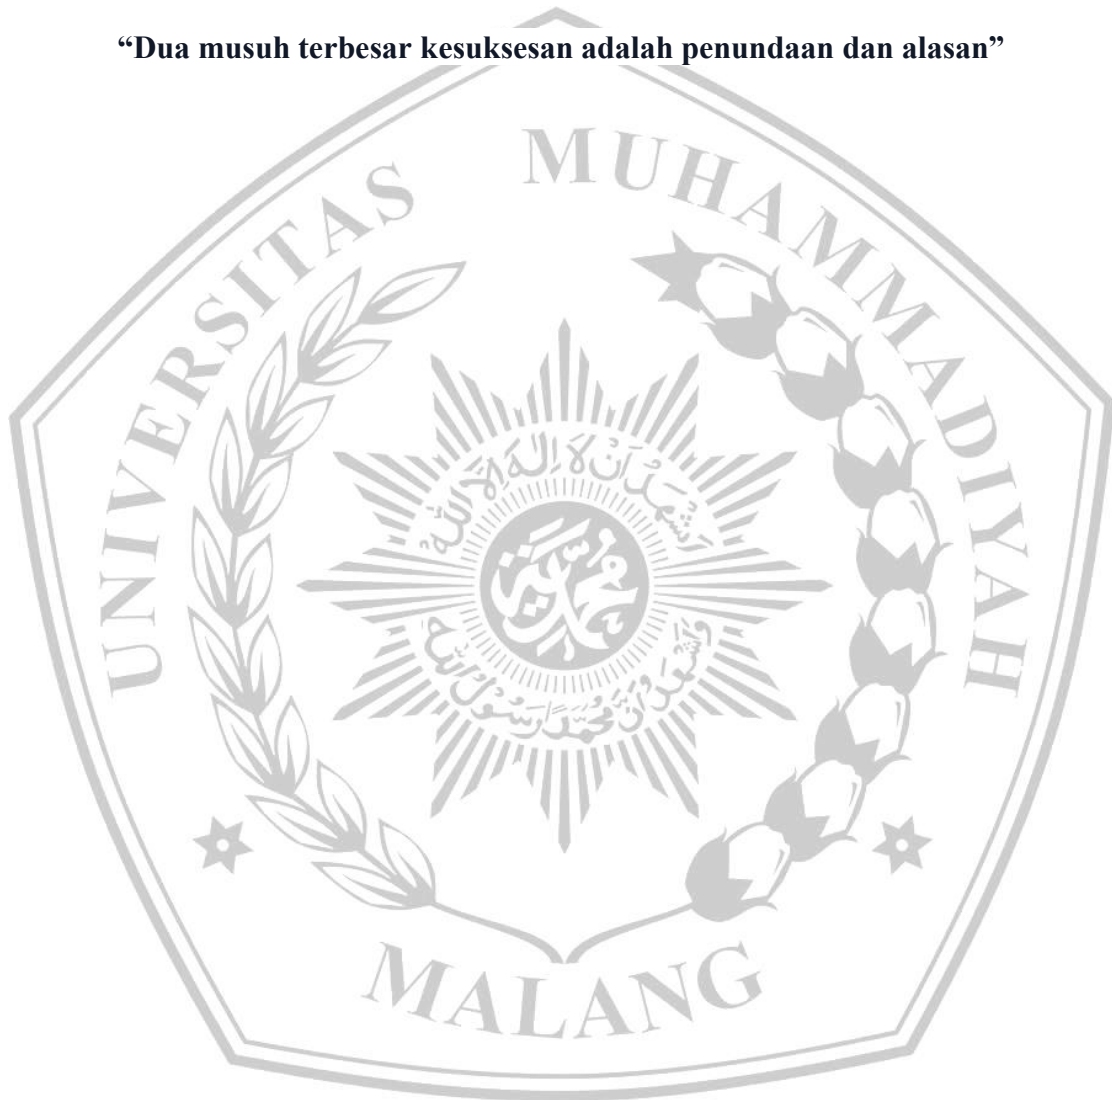 “Dua musuh terbesar kesuksesan adalah penundaan dan alasan”
UNIVERSITAS MUHAMMADIYAH
أشهد أن لا إله إلا الله
محمد
وأشهد أن محمدا رسول الله
MALANG